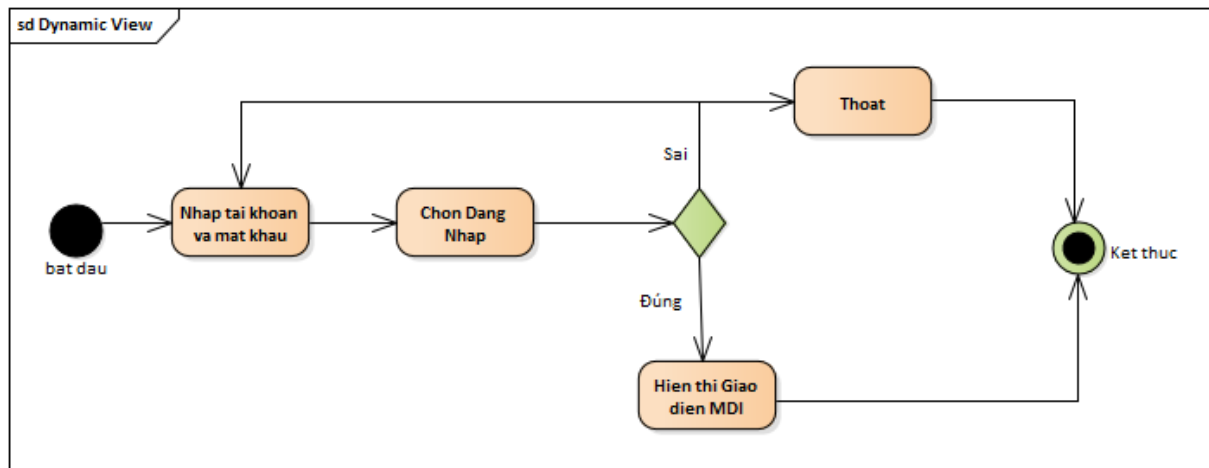 sd Dynamic View
Thoat
Sai
Nhap tai khoan
va mat khau
Chon Dang
Nhap
bat dau
Ket thuc
Đúng
Hien thi Giao
dien MDI